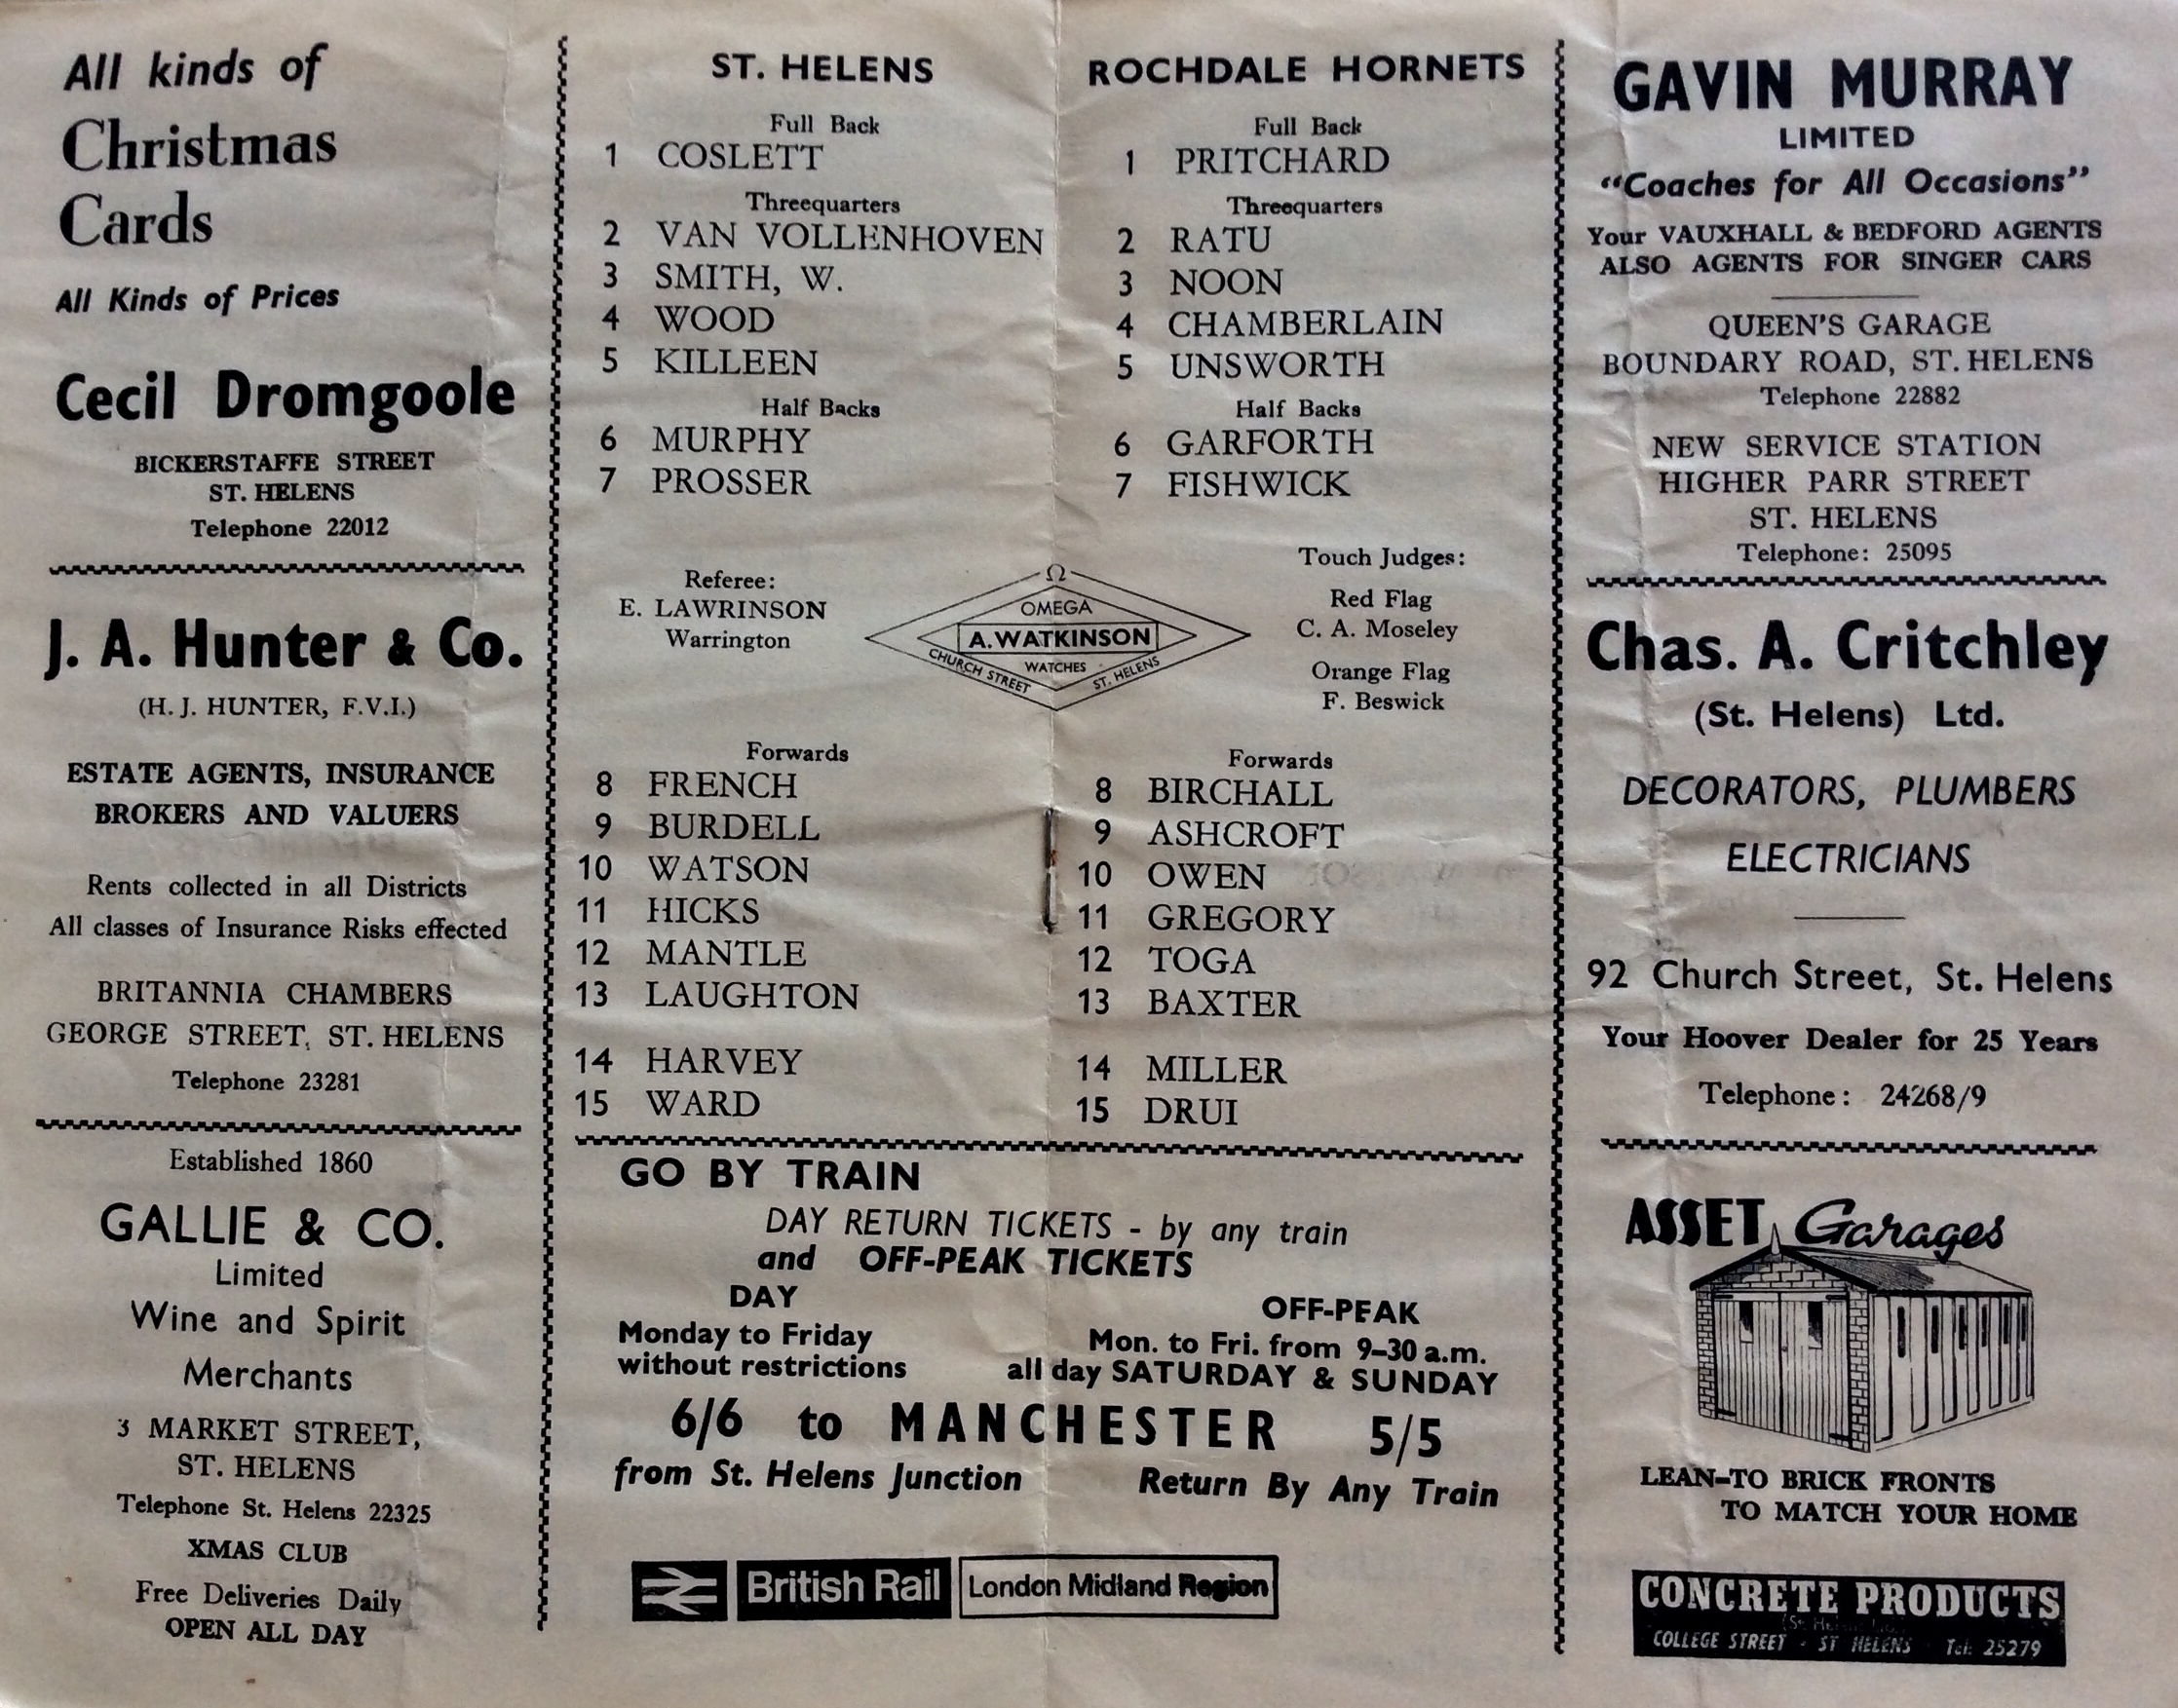 All kinds of
Christmas
Cards
All Kinds of Prices
Cecil Dromgoole
BICKERSTAFFE STREET
ST. HELENS
Telephone 22012
J. A. Hunter & Co.
(H. J. HUNTER, F.V.I.)
ESTATE AGENTS, INSURANCE
BROKERS AND VALUERS
Rents collected in all Districts
All classes of Insurance Risks effected
BRITANNIA CHAMBERS
GEORGE STREET, ST. HELENS
Telephone 23281
Established 1860
GALLIE & CO.
Limited
Wine and Spirit
Merchants
3 MARKET STREET,
ST. HELENS
Telephone St. Helens 22325
XMAS CLUB
Free Deliveries Daily
OPEN ALL DAY
ST. HELENS
Full Back
1 COSLETT
Threequarters
2 VAN VOLLENHOVEN
3 SMITH, W.
4 WOOD
5 KILLEEN
Half Backs
6 MURPHY
7 PROSSER
ROCHDALE HORNETS
Full Back
1 PRITCHARD
Threequarters
2 RATU
3 NOON
4 CHAMBERLAIN
5 UNSWORTH
Half Backs
6 GARFORTH
7 FISHWICK
Referee:
E. LAWRINSON
Warrington
Ω
OMEGA
A. WATKINSON
WATCHES
CHURCH STREET ST. HELENS
Touch Judges:
Red Flag
C. A. Moseley
Orange Flag
F. Beswick
Forwards
8 FRENCH
9 BURDELL
10 WATSON
11 HICKS
12 MANTLE
13 LAUGHTON
14 HARVEY
15 WARD
Forwards
8 BIRCHALL
9 ASHCROFT
10 OWEN
11 GREGORY
12 TOGA
13 BAXTER
14 MILLER
15 DRUI
GO BY TRAIN
DAY RETURN TICKETS - by any train
and OFF-PEAK TICKETS
DAY
Monday to Friday
without restrictions
OFF-PEAK
Mon. to Fri. from 9–30 a.m.
all day SATURDAY & SUNDAY
6/6 to MANCHESTER 5/5
from St. Helens Junction Return By Any Train
British Rail London Midland Region
GAVIN MURRAY
LIMITED
"Coaches for All Occasions"
Your VAUXHALL & BEDFORD AGENTS
ALSO AGENTS FOR SINGER CARS
QUEEN'S GARAGE
BOUNDARY ROAD, ST. HELENS
Telephone 22882
NEW SERVICE STATION
HIGHER PARR STREET
ST. HELENS
Telephone: 25095
Chas. A. Critchley
(St. Helens) Ltd.
DECORATORS, PLUMBERS
ELECTRICIANS
92 Church Street, St. Helens
Your Hoover Dealer for 25 Years
Telephone: 24268/9
ASSET Garages
LEAN-TO BRICK FRONTS
TO MATCH YOUR HOME
CONCRETE PRODUCTS
COLLEGE STREET - ST HELENS Tel: 25279